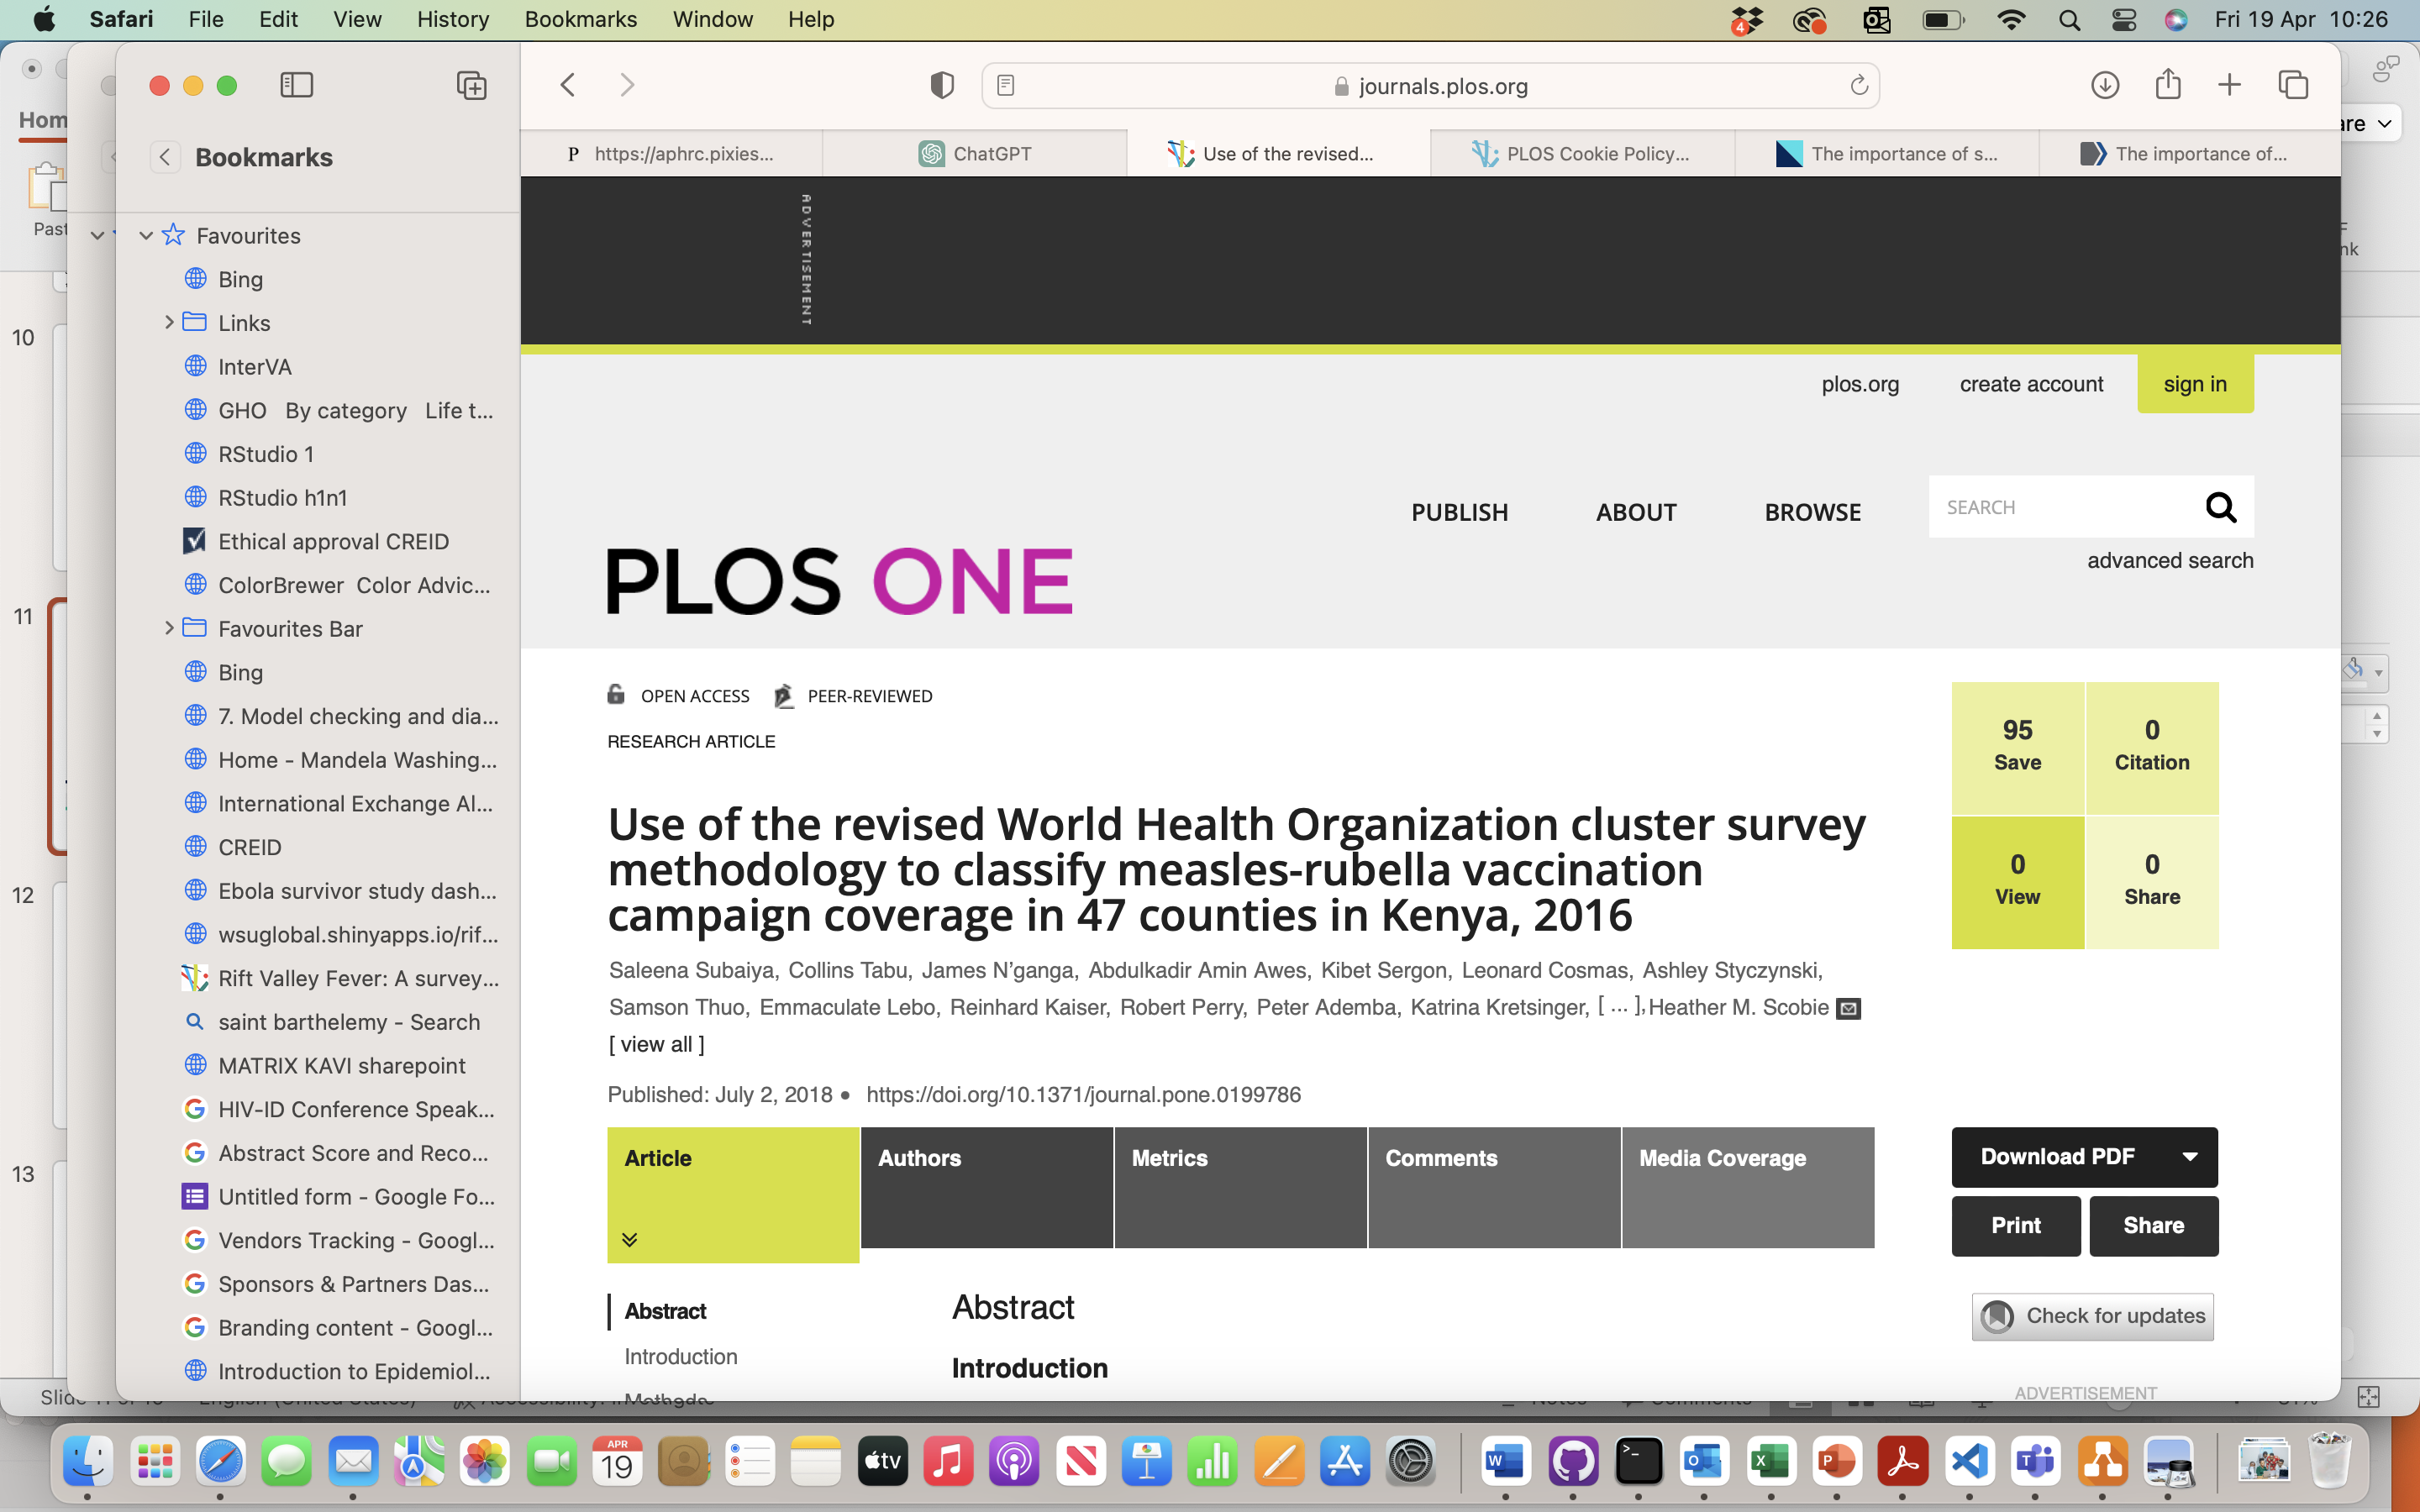 Safari File Edit View History Bookmarks Window Help
4
Fri 19 Apr 10:26
Hom
Past
10
11
12
13
Bookmarks
Favourites
Bing
Links
InterVA
GHO By category Life t...
RStudio 1
RStudio h1n1
Ethical approval CREID
ColorBrewer Color Advic...
Favourites Bar
Bing
7. Model checking and dia...
Home - Mandela Washing...
International Exchange Al...
CREID
Ebola survivor study dash...
wsuglobal.shinyapps.io/rif...
Rift Valley Fever: A survey...
saint barthelemy - Search
MATRIX KAVI sharepoint
HIV-ID Conference Speak...
Abstract Score and Reco...
Untitled form - Google Fo...
Vendors Tracking - Googl...
Sponsors & Partners Das...
Branding content - Googl...
Introduction to Epidemiol...
journals.plos.org
P https://aphrc.pixies...
ChatGPT
Use of the revised...
PLOS Cookie Policy...
The importance of s...
The importance of...
ADVERTISEMENT
plos.org create account sign in
PUBLISH ABOUT BROWSE SEARCH
advanced search
PLOS ONE
OPEN ACCESS PEER-REVIEWED
RESEARCH ARTICLE
95 Save
0 Citation
0 View
0 Share
Use of the revised World Health Organization cluster survey
methodology to classify measles-rubella vaccination
campaign coverage in 47 counties in Kenya, 2016
Saleena Subaiya, Collins Tabu, James N’ganga, Abdulkadir Amin Awes, Kibet Sergon, Leonard Cosmas, Ashley Styczynski,
Samson Thuo, Emmaculate Lebo, Reinhard Kaiser, Robert Perry, Peter Ademba, Katrina Kretsinger, [ ... ], Heather M. Scobie
[ view all ]
Published: July 2, 2018 • https://doi.org/10.1371/journal.pone.0199786
Article Authors Metrics Comments Media Coverage
Download PDF
Print Share
Check for updates
Abstract
Introduction
Methods
Abstract
Introduction
ADVERTISEMENT
APR
19
tv